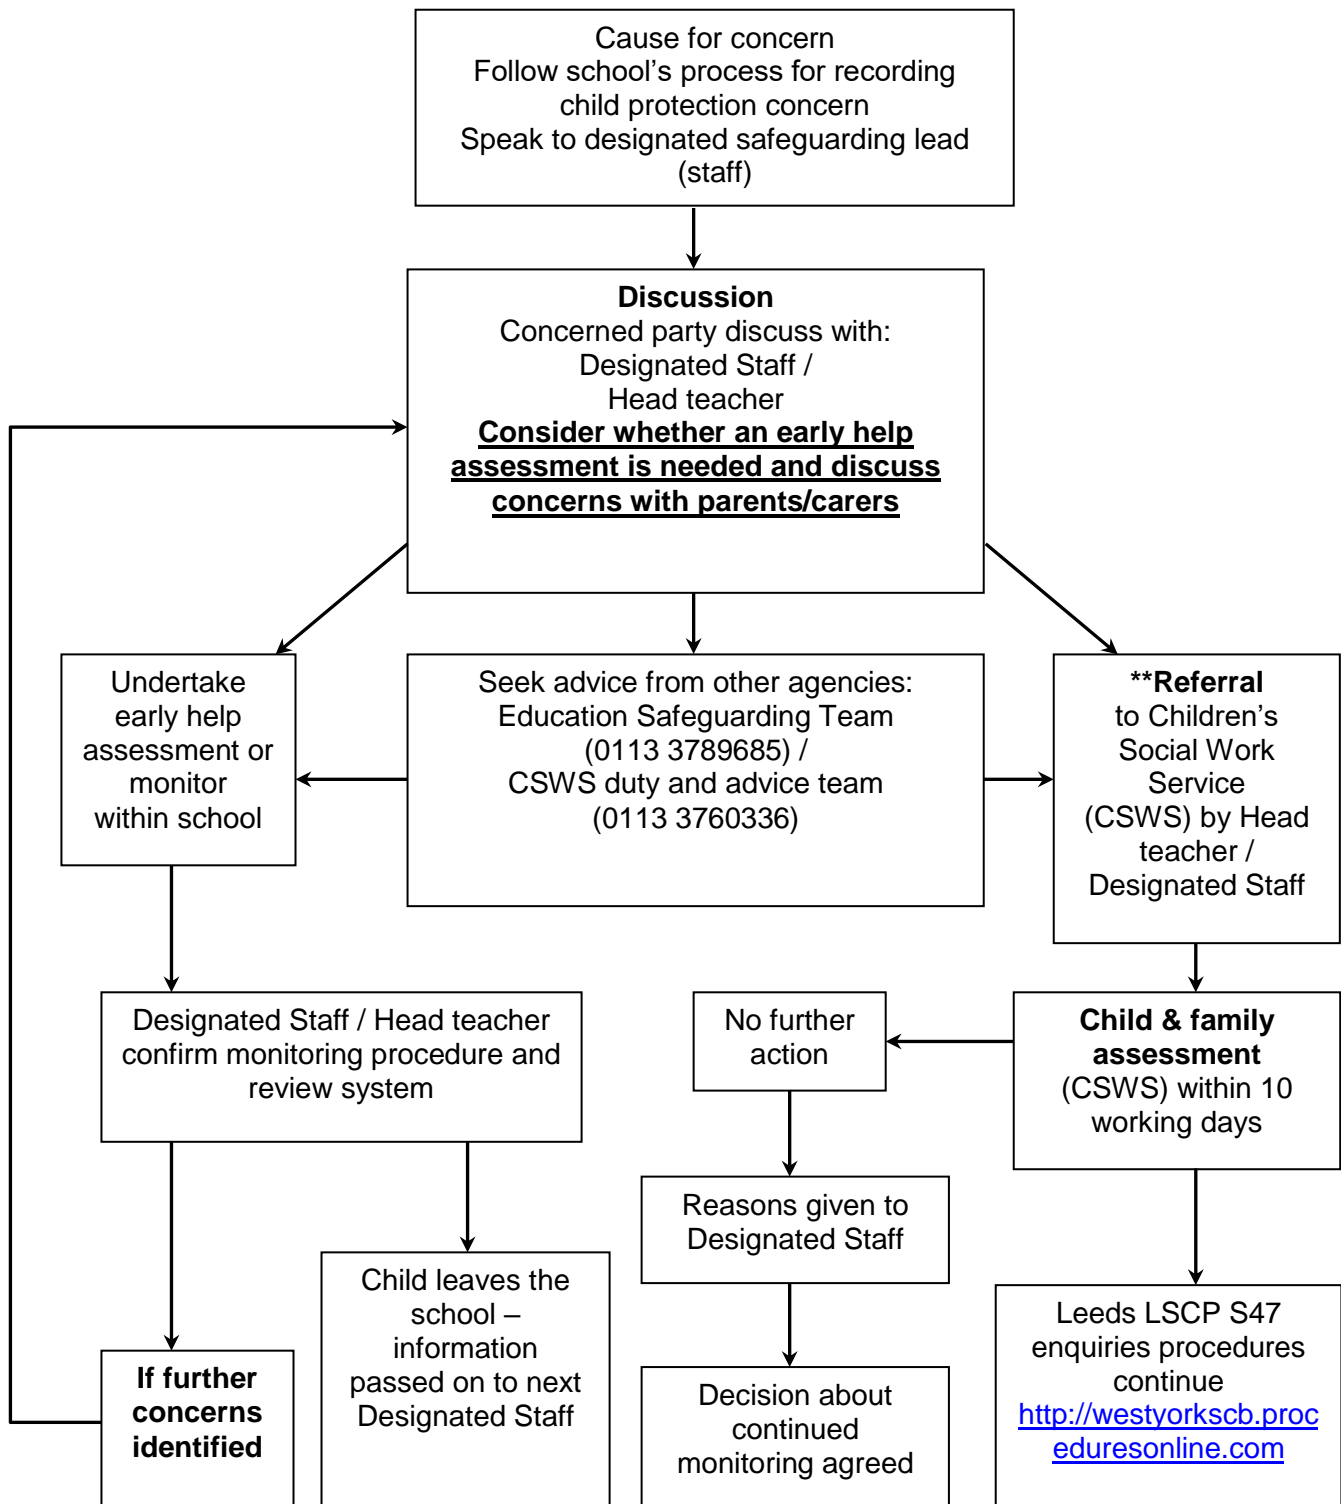 Cause for concern
Follow school's process for recording
child protection concern
Speak to designated safeguarding lead
(staff)
Discussion
Concerned party discuss with:
Designated Staff /
Head teacher
Consider whether an early help
assessment is needed and discuss
concerns with parents/carers
Undertake
early help
assessment or
monitor
within school
Seek advice from other agencies:
Education Safeguarding Team
(0113 3789685) /
CSWS duty and advice team
(0113 3760336)
**Referral
to Children's
Social Work
Service
(CSWS) by Head
teacher /
Designated Staff
Designated Staff / Head teacher
confirm monitoring procedure and
review system
No further
action
Child & family
assessment
(CSWS) within 10
working days
Reasons given to
Designated Staff
If further
concerns
identified
Child leaves the
school –
information
passed on to next
Designated Staff
Decision about
continued
monitoring agreed
Leeds LSCP S47
enquiries procedures
continue
http://westyorkscb.proc
eduresonline.com